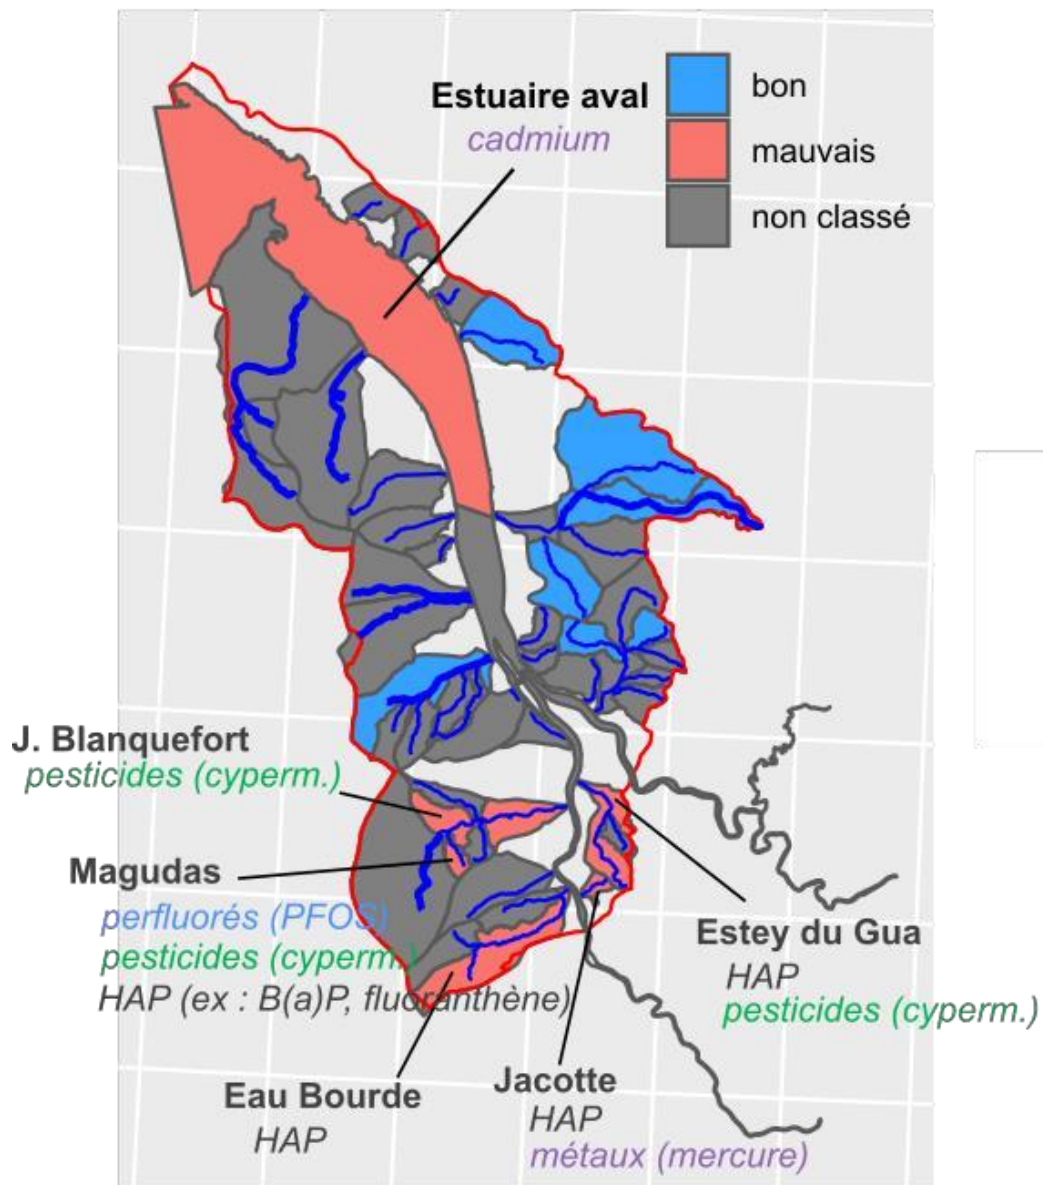 Estuaire aval
cadmium
bon
mauvais
non classé
J. Blanquefort
pesticides (cyperm.)
Magudas
perfluorés (PFOS)
pesticides (cyperm.)
HAP (ex : B(a)P, fluoranthène)
Estey du Gua
HAP
pesticides (cyperm.)
Eau Bourde
HAP
Jacotte
HAP
métaux (mercure)